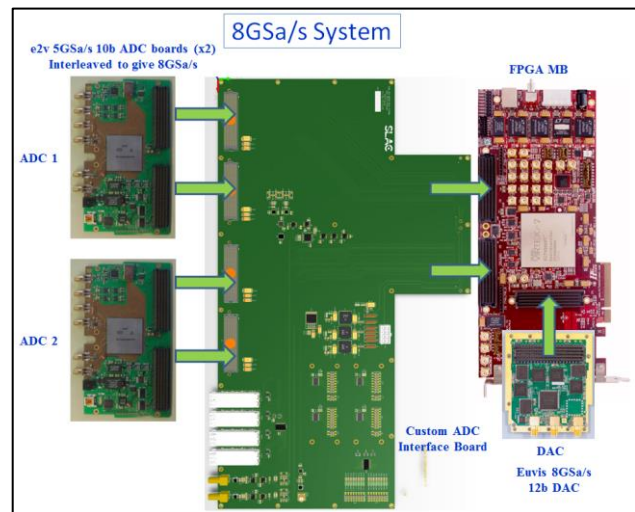 8GSa/s System
e2v 5GSa/s 10b ADC boards (x2)
Interleaved to give 8GSa/s
FPGA MB
ADC 1
SLAC
ADC 2
Custom ADC
Interface Board
DAC
Euvis 8GSa/s
12b DAC